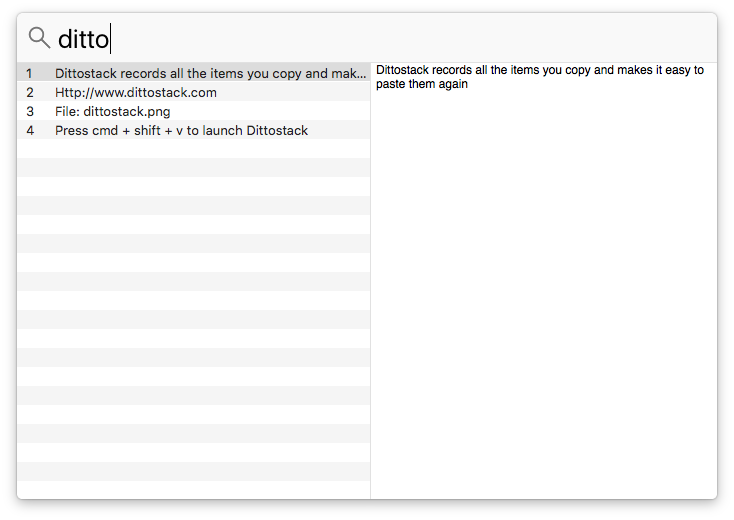 ditto
1 Dittostack records all the items you copy and mak...
2 Http://www.dittostack.com
3 File: dittostack.png
4 Press cmd + shift + v to launch Dittostack
Dittostack records all the items you copy and makes it easy to
paste them again